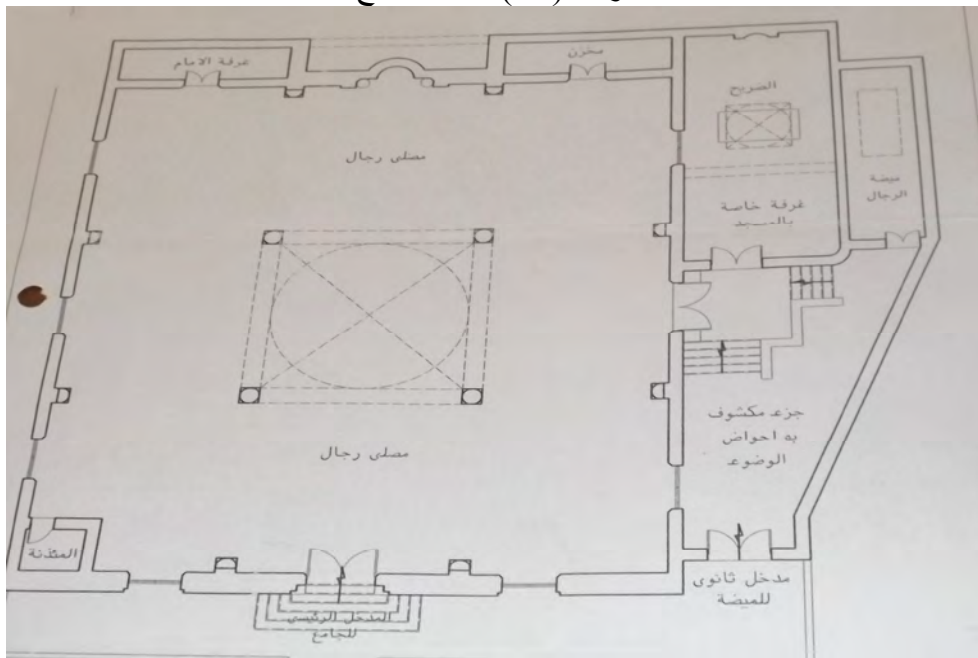 غرفة الامام
مخزن
الضريح
مصلى رجال
ميضة
الرجال
غرفة خاصة
بالمسجد
جزء مكشوف
به احواض
الوضوء
مصلى رجال
المئذنة
المدخل الرئيسي
للجامع
مدخل ثانوى
للميضة